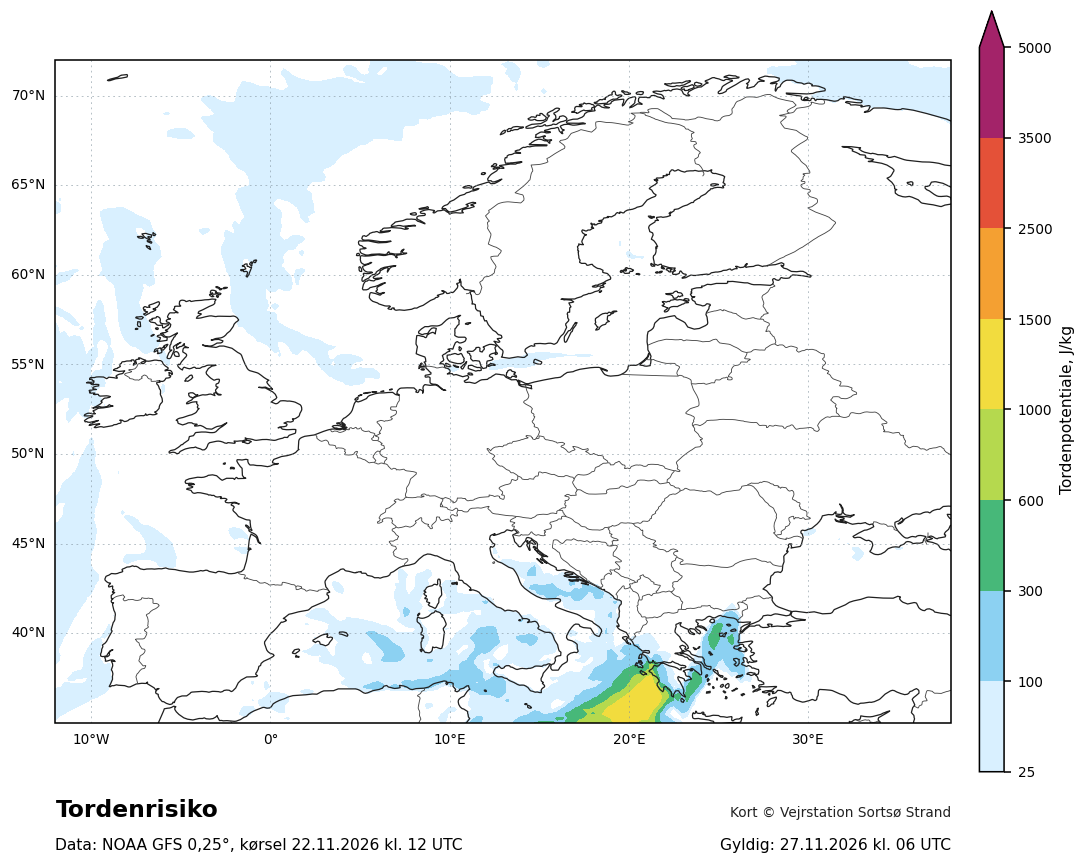 70°N
65°N
60°N
55°N
50°N
45°N
40°N
10°W
0°
10°E
20°E
30°E
5000
3500
2500
1500
1000
600
300
100
25
Tordenpotentiale, J/kg
Tordenrisiko
Kort © Vejrstation Sortsø Strand
Data: NOAA GFS 0,25°, kørsel 22.11.2026 kl. 12 UTC
Gyldig: 27.11.2026 kl. 06 UTC